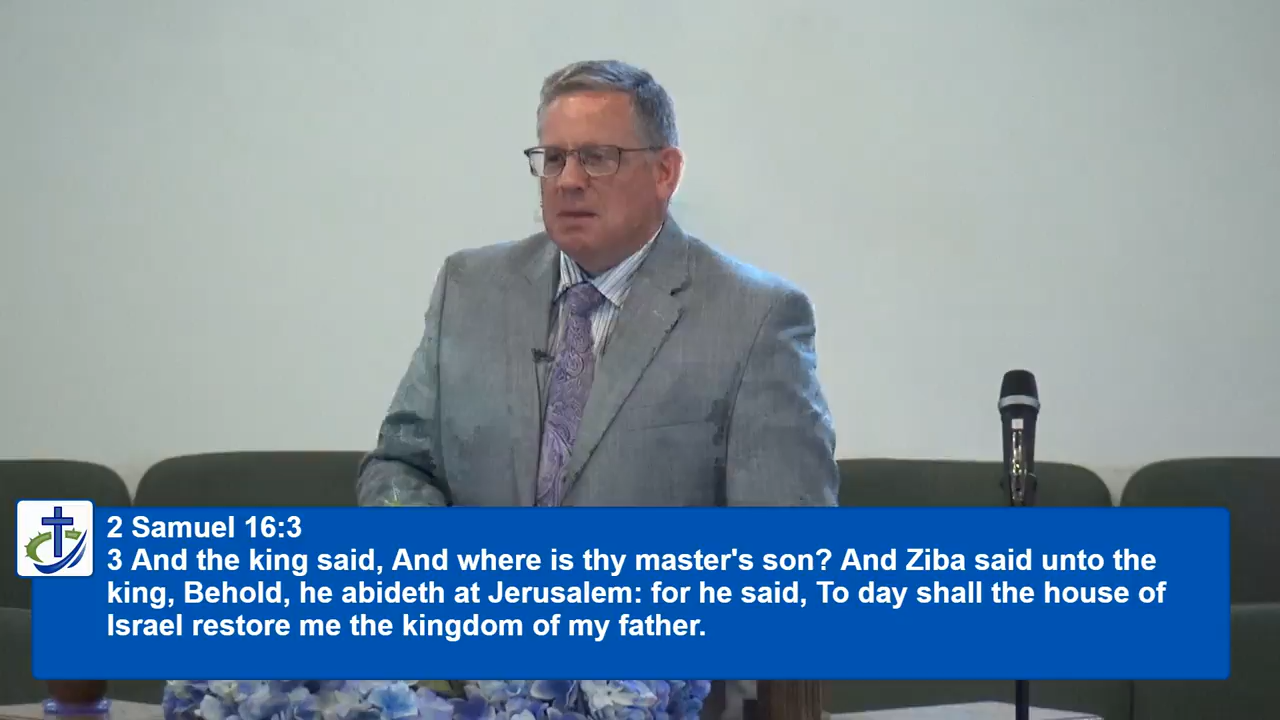 2 Samuel 16:3
3 And the king said, And where is thy master's son? And Ziba said unto the
king, Behold, he abideth at Jerusalem: for he said, To day shall the house of
Israel restore me the kingdom of my father.